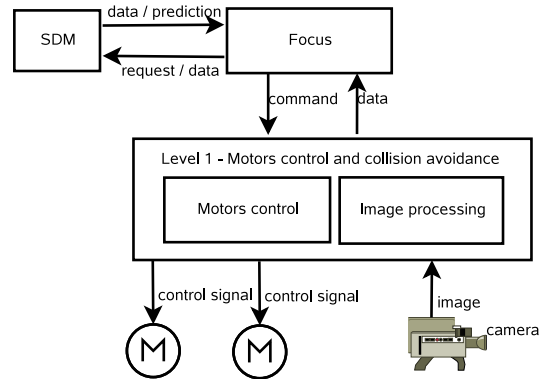 data / prediction
SDM
Focus
request / data
command
data
Level 1 - Motors control and collision avoidance
Motors control
Image processing
control signal
control signal
image
camera
M
M